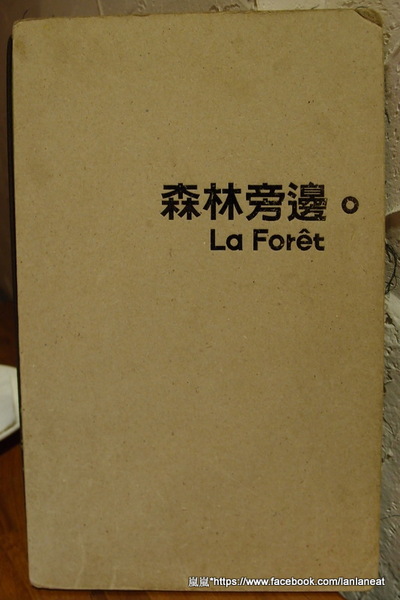 森林旁邊。
La Forêt
嵐嵐*https://www.facebook.com/lanlaneat